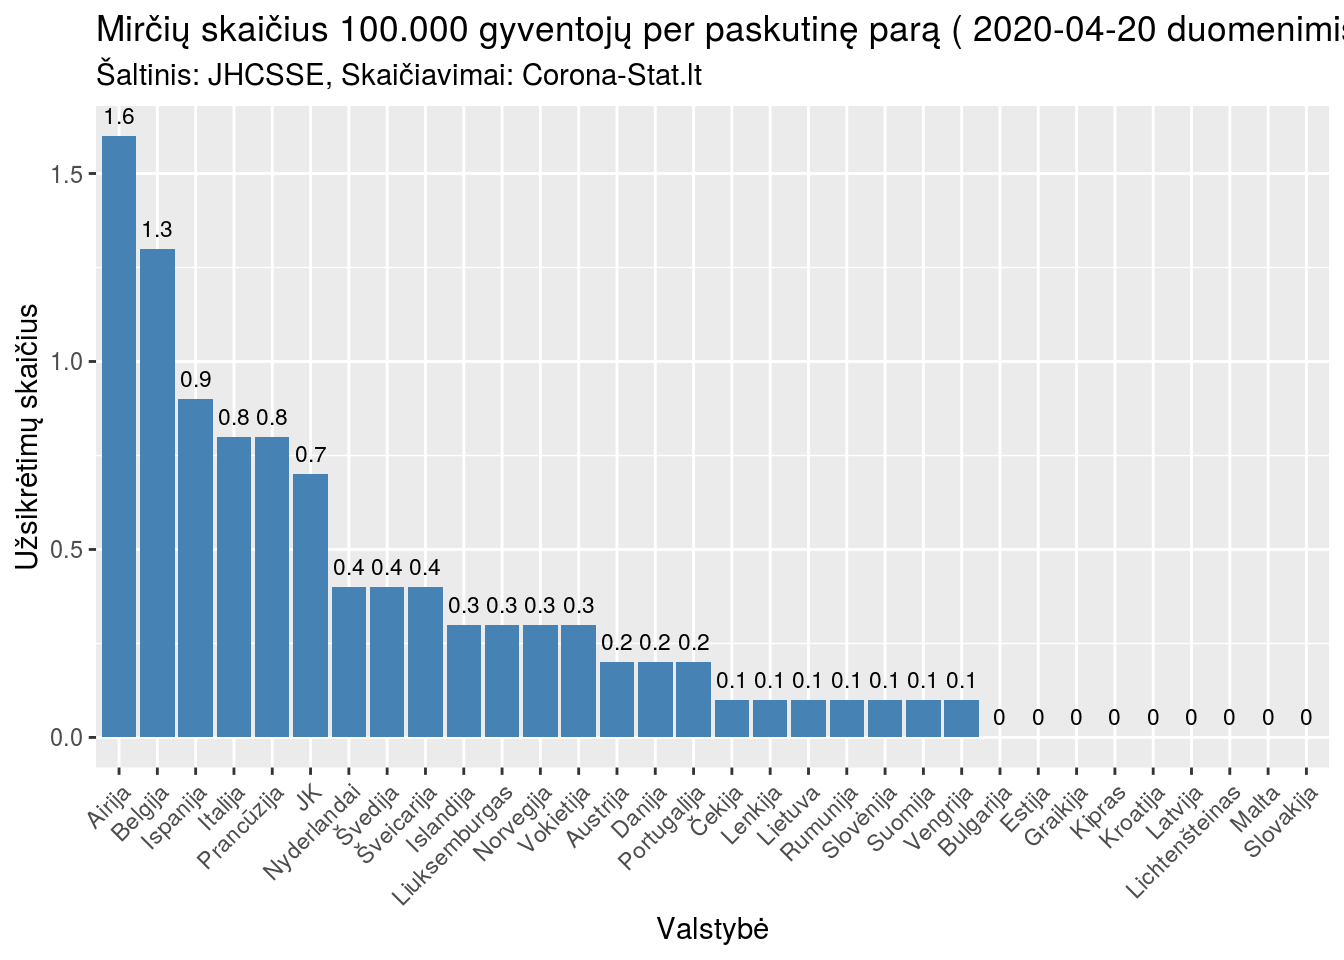 Mirčių skaičius 100.000 gyventojų per paskutinę parą ( 2020-04-20 duomenimis
Šaltinis: JHCSSE, Skaičiavimai: Corona-Stat.lt
Užsikrėtimų skaičius
1.5
1.0
0.5
0.0
1.6
1.3
0.9
0.8
0.8
0.7
0.4
0.4
0.4
0.3
0.3
0.3
0.3
0.2
0.2
0.2
0.1
0.1
0.1
0.1
0.1
0.1
0.1
0
0
0
0
0
0
0
0
0
Airija
Belgija
Ispanija
Italija
Prancūzija
JK
Nyderlandai
Švedija
Šveicarija
Islandija
Liuksemburgas
Norvegija
Vokietija
Austrija
Danija
Portugalija
Čekija
Lenkija
Lietuva
Rumunija
Slovėnija
Suomija
Vengrija
Bulgarija
Estija
Graikija
Kipras
Kroatija
Latvija
Lichtenšteinas
Malta
Slovakija
Valstybė